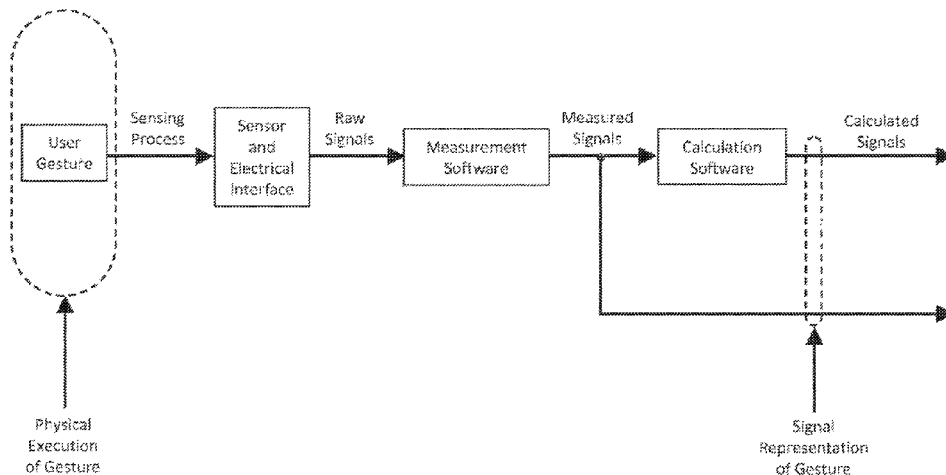 User
Gesture
Sensing
Process
Sensor
and
Electrical
Interface
Raw
Signals
Measurement
Software
Measured
Signals
Calculation
Software
Calculated
Signals
Physical
Execution
of Gesture
Signal
Representation
of Gesture